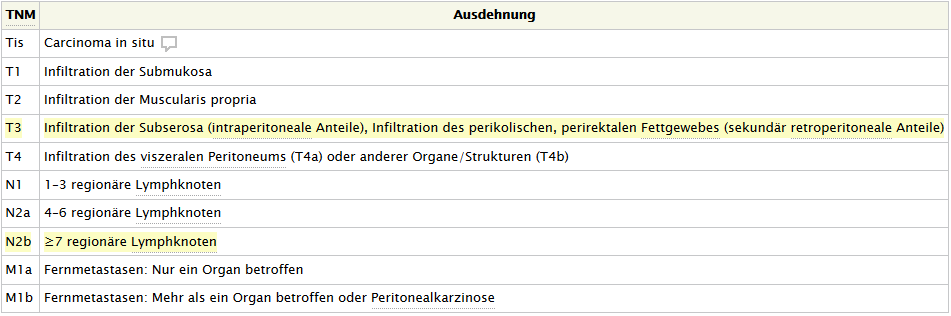 TNM Ausdehnung
Tis Carcinoma in situ
T1 Infiltration der Submukosa
T2 Infiltration der Muscularis propria
T3 Infiltration der Subserosa (intraperitoneale Anteile), Infiltration des perikolischen, perirektalen Fettgewebes (sekundär retroperitoneale Anteile)
T4 Infiltration des viszeralen Peritoneums (T4a) oder anderer Organe/Strukturen (T4b)
N1 1–3 regionäre Lymphknoten
N2a 4–6 regionäre Lymphknoten
N2b ≥7 regionäre Lymphknoten
M1a Fernmetastasen: Nur ein Organ betroffen
M1b Fernmetastasen: Mehr als ein Organ betroffen oder Peritonealkarzinose